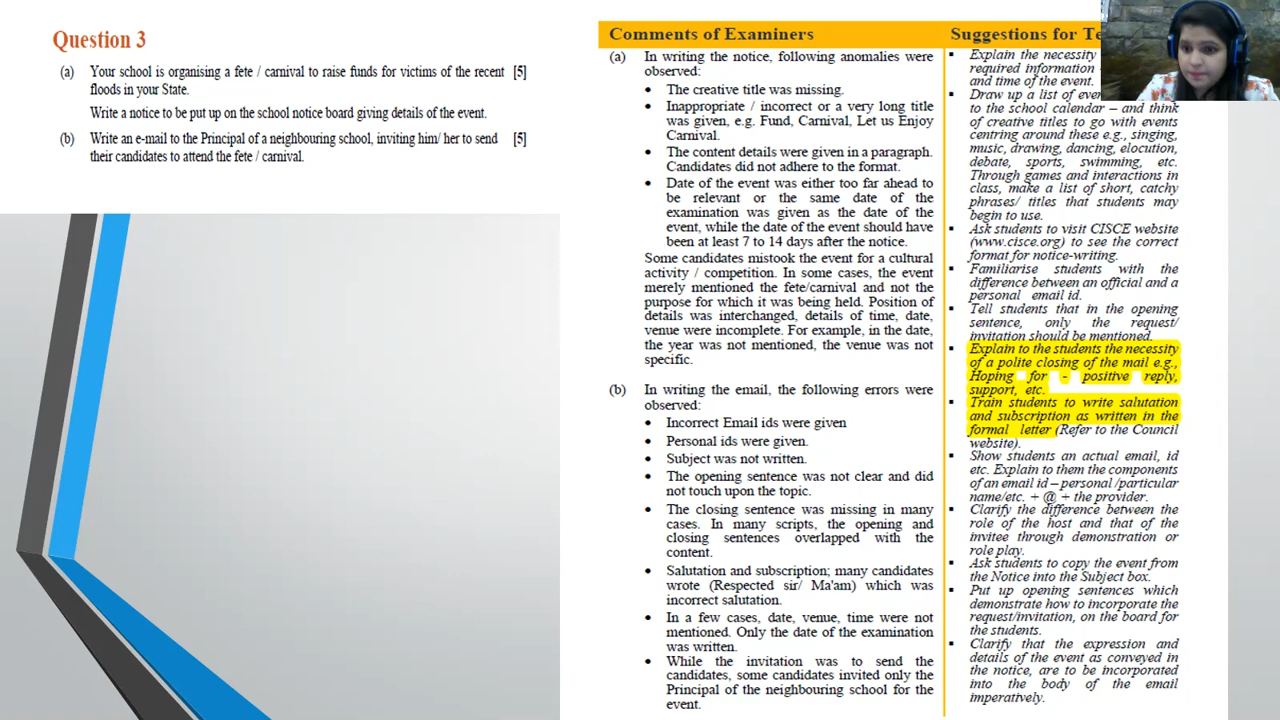 Question 3
(a) Your school is organising a fete / carnival to raise funds for victims of the recent [5]
floods in your State.
Write a notice to be put up on the school notice board giving details of the event.
(b) Write an e-mail to the Principal of a neighbouring school, inviting him/ her to send [5]
their candidates to attend the fete / carnival.
Comments of Examiners
(a) In writing the notice, following anomalies were
observed:
• The creative title was missing.
• Inappropriate / incorrect or a very long title
was given, e.g. Fund, Carnival, Let us Enjoy
Carnival.
• The content details were given in a paragraph.
Candidates did not adhere to the format.
• Date of the event was either too far ahead to
be relevant or the same date of the
examination was given as the date of the
event, while the date of the event should have
been at least 7 to 14 days after the notice.
Some candidates mistook the event for a cultural
activity / competition. In some cases, the event
merely mentioned the fete/carnival and not the
purpose for which it was being held. Position of
details was interchanged, details of time, date,
venue were incomplete. For example, in the date,
the year was not mentioned, the venue was not
specific.
(b) In writing the email, the following errors were
observed:
• Incorrect Email ids were given
• Personal ids were given.
• Subject was not written.
• The opening sentence was not clear and did
not touch upon the topic.
• The closing sentence was missing in many
cases. In many scripts, the opening and
closing sentences overlapped with the
content.
• Salutation and subscription; many candidates
wrote (Respected sir/ Ma'am) which was
incorrect salutation.
• In a few cases, date, venue, time were not
mentioned. Only the date of the examination
was written.
• While the invitation was to send the
candidates, some candidates invited only the
Principal of the neighbouring school for the
event.
Suggestions for
▪ Explain the necessity
required information
and time of the event.
▪ Draw up a list of
to the school calendar – and think
of creative titles to go with events
centring around these e.g., singing,
music, drawing, dancing, elocution,
debate, sports, swimming, etc.
Through games and interactions in
class, make a list of short, catchy
phrases/ titles that students may
begin to use.
▪ Ask students to visit CISCE website
(www.cisce.org) to see the correct
format for notice-writing.
▪ Familiarise students with the
difference between an official and a
personal email id.
▪ Tell students that in the opening
sentence, only the request/
invitation should be mentioned.
▪ Explain to the students the necessity
of a polite closing of the mail e.g.,
Hoping for - positive reply,
support, etc.
▪ Train students to write salutation
and subscription as written in the
formal letter (Refer to the Council
website).
▪ Show students an actual email, id
etc. Explain to them the components
of an email id – personal /particular
name/etc. + @ + the provider.
▪ Clarify the difference between the
role of the host and that of the
invitee through demonstration or
role play.
▪ Ask students to copy the event from
the Notice into the Subject box.
▪ Put up opening sentences which
demonstrate how to incorporate the
request/invitation, on the board for
the students.
▪ Clarify that the expression and
details of the event as conveyed in
the notice, are to be incorporated
into the body of the email
imperatively.